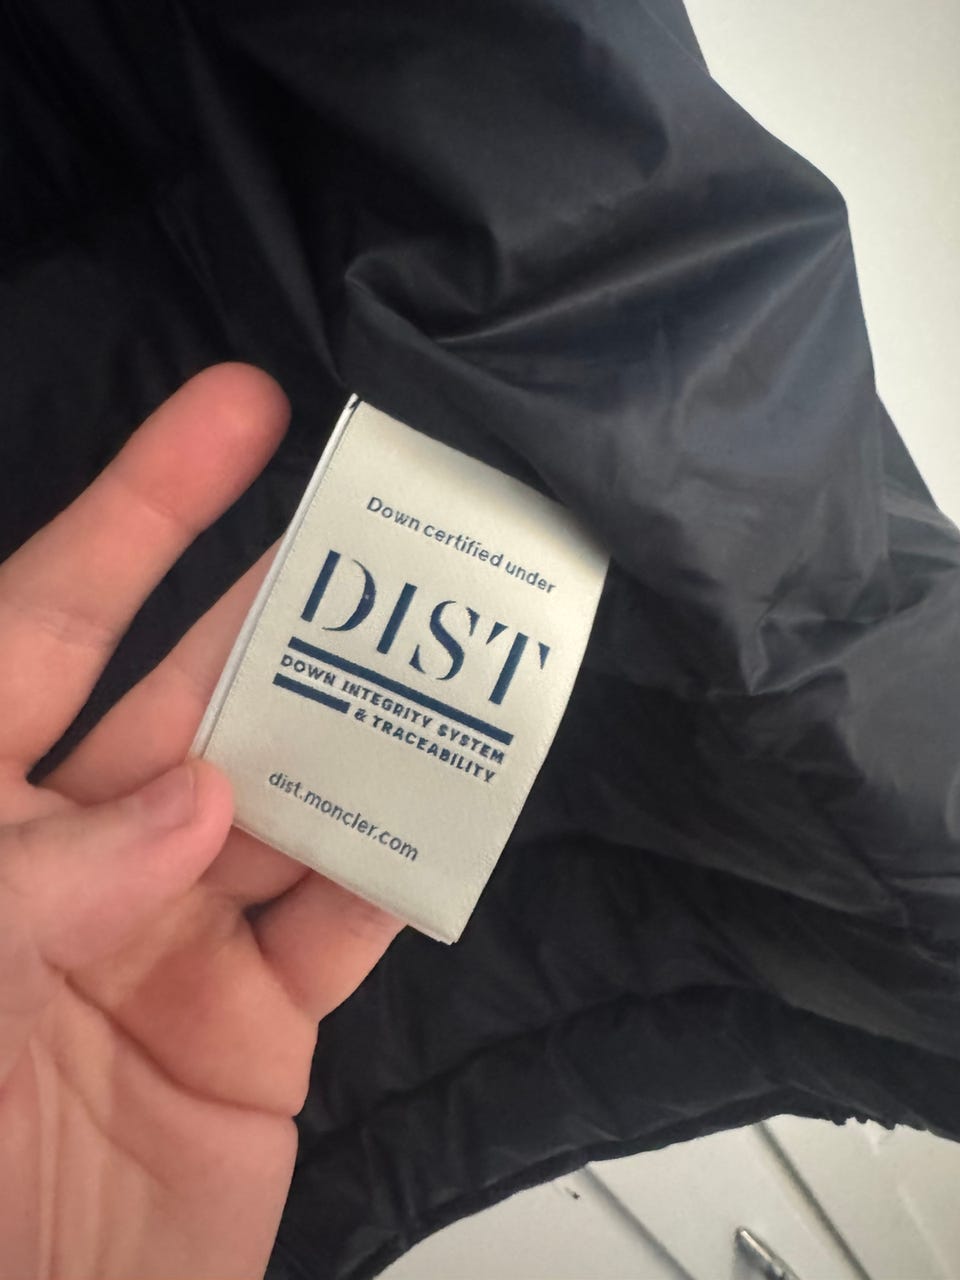 Down certified under
DIST
DOWN INTEGRITY SYSTEM
& TRACEABILITY
dist.moncler.com